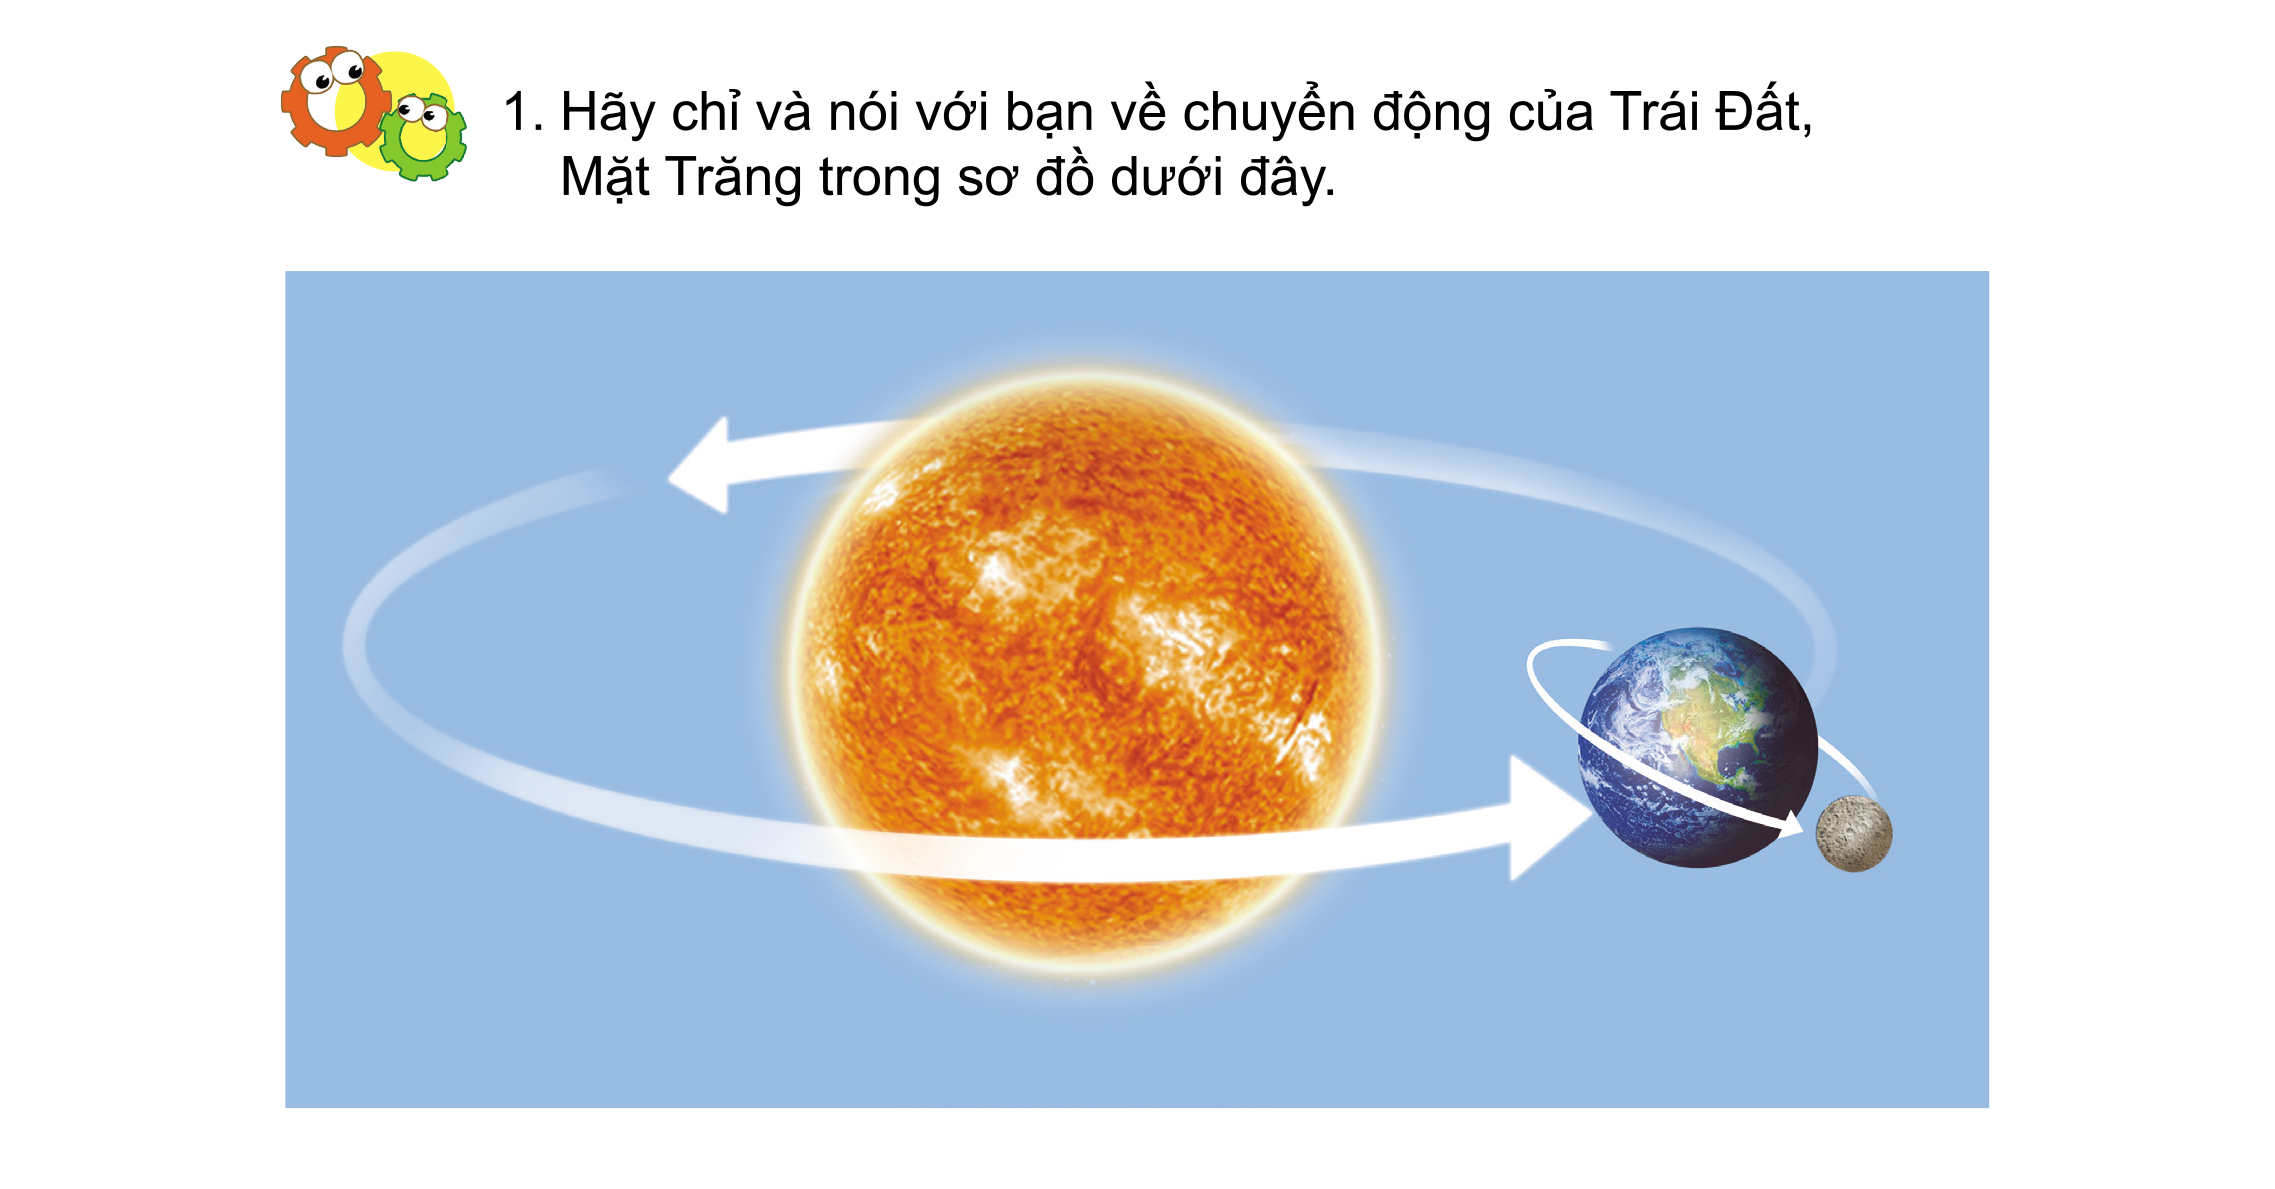 1. Hãy chỉ và nói với bạn về chuyển động của Trái Đất,
Mặt Trăng trong sơ đồ dưới đây.